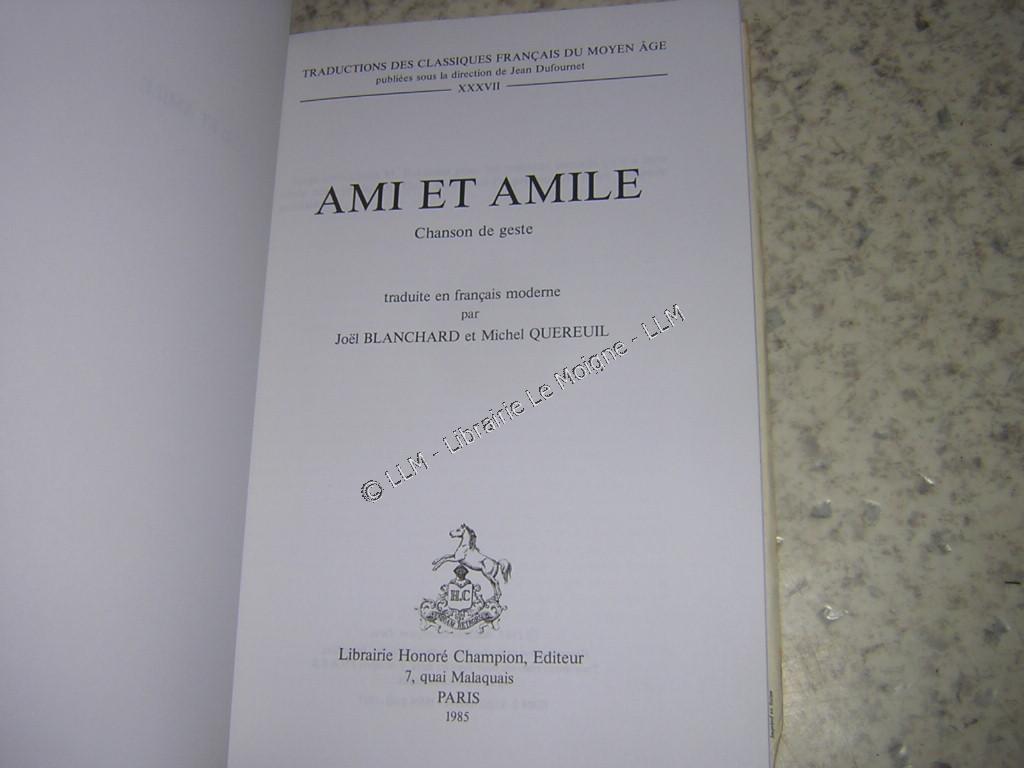 TRADUCTIONS DES CLASSIQUES FRANÇAIS DU MOYEN ÂGE
publiées sous la direction de Jean Dufournet
XXXVII
AMI ET AMILE
Chanson de geste
traduite en français moderne
par
Joël BLANCHARD et Michel QUEREUIL
© LLM - Librairie Le Moigne - LLM
H.C
Librairie Honoré Champion, Editeur
7, quai Malaquais
PARIS
1985